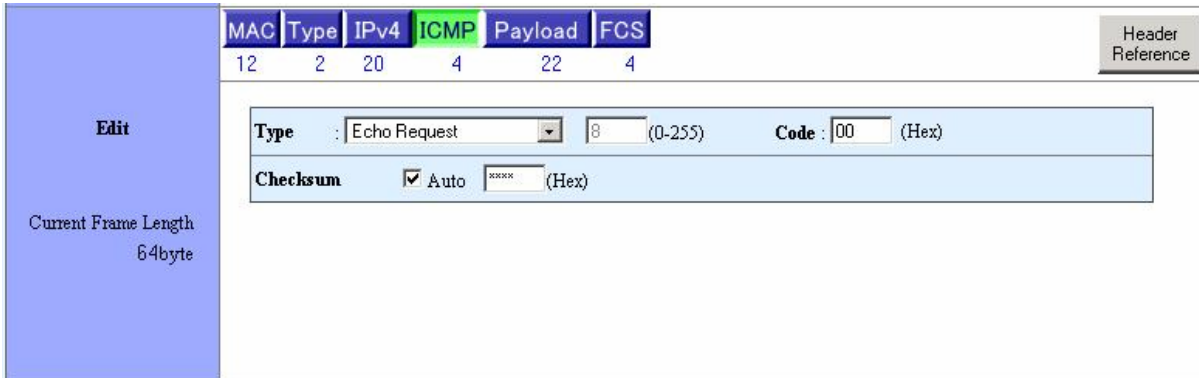 MAC Type IPv4 ICMP Payload FCS
12 2 20 4 22 4
Header
Reference
Edit
Type : Echo Request 8 (0-255) Code : 00 (Hex)
Checksum Auto **** (Hex)
Current Frame Length
64byte